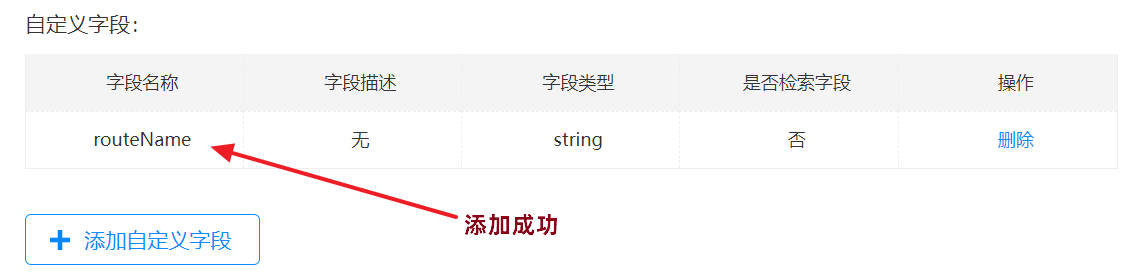 自定义字段：
字段名称 字段描述 字段类型 是否检索字段 操作
routeName 无 string 否 删除
添加成功
添加自定义字段